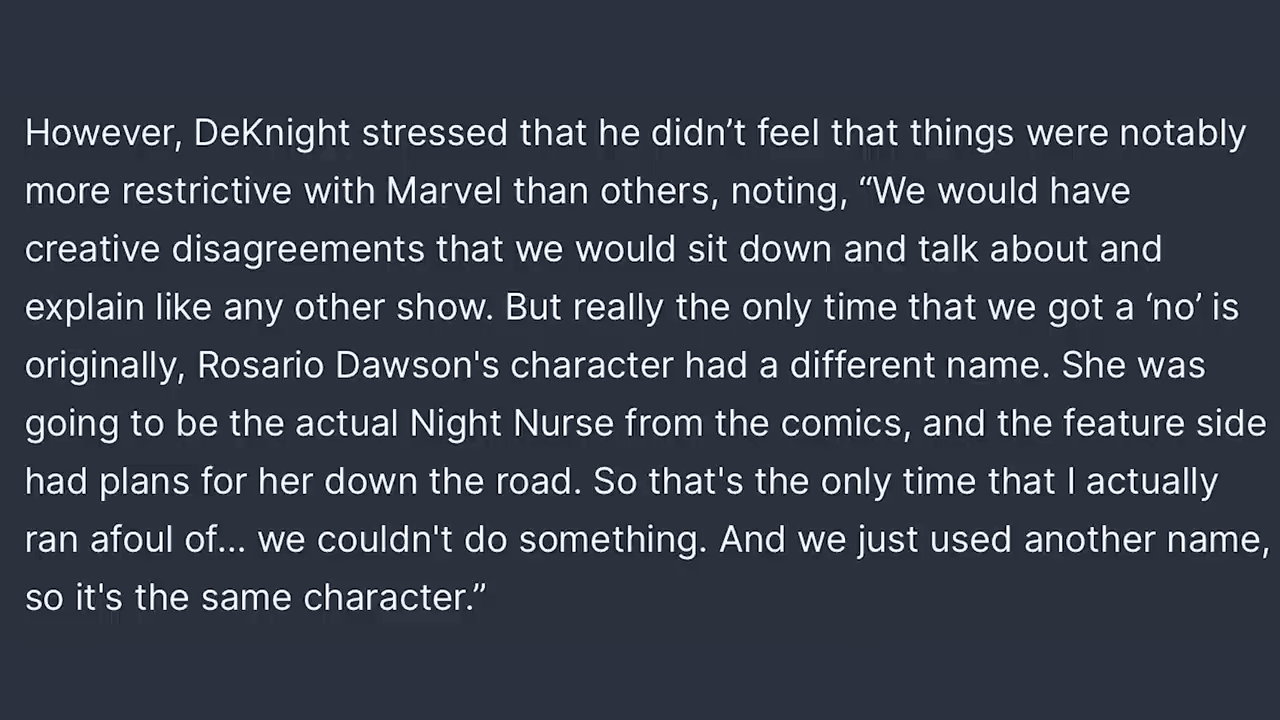 However, DeKnight stressed that he didn’t feel that things were notably
more restrictive with Marvel than others, noting, “We would have
creative disagreements that we would sit down and talk about and
explain like any other show. But really the only time that we got a ‘no’ is
originally, Rosario Dawson's character had a different name. She was
going to be the actual Night Nurse from the comics, and the feature side
had plans for her down the road. So that's the only time that I actually
ran afoul of... we couldn't do something. And we just used another name,
so it's the same character.”